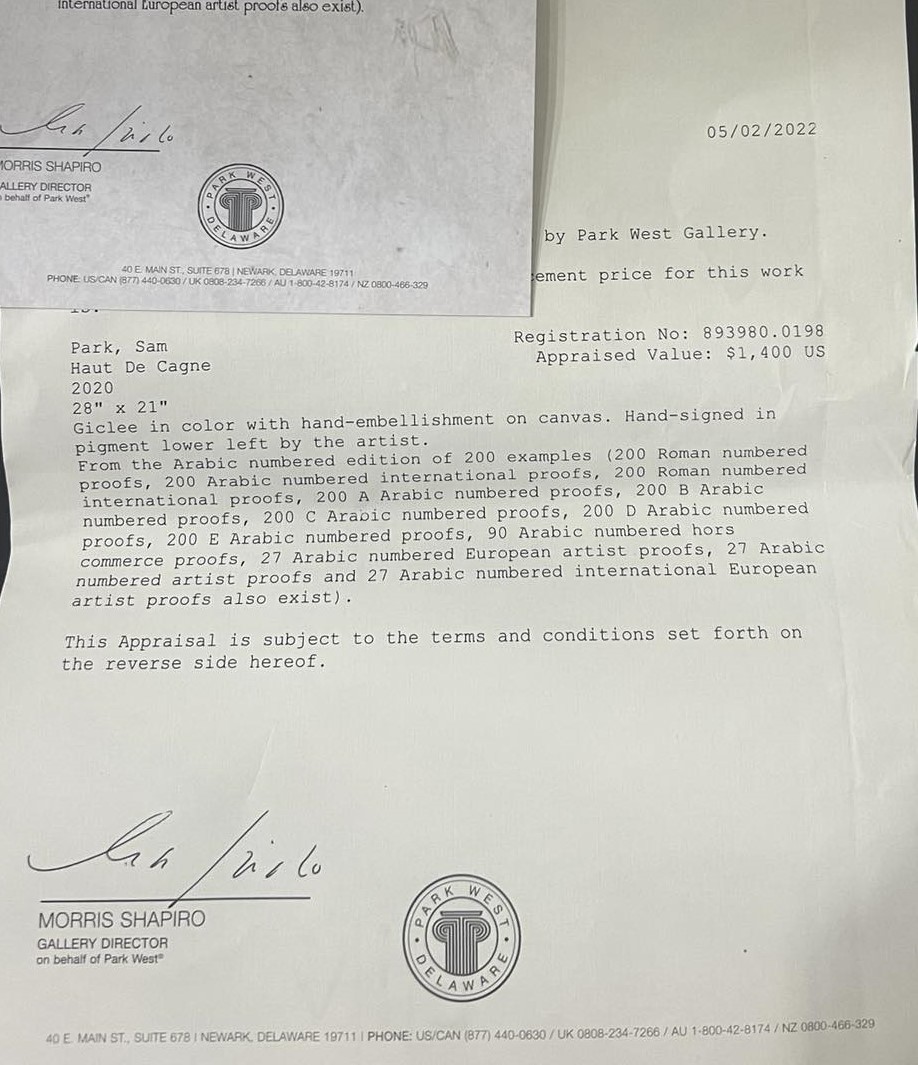 international European artist proofs also exist).
MORRIS SHAPIRO
GALLERY DIRECTOR
on behalf of Park West®
PARK WEST
DELAWARE
40 E. MAIN ST., SUITE 678 | NEWARK, DELAWARE 19711
PHONE: US/CAN (877) 440-0630 / UK 0808-234-7266 / AU 1-800-42-8174 / NZ 0800-466-329
05/02/2022
by Park West Gallery.
ement price for this work
Registration No: 893980.0198
Appraised Value: $1,400 US
Park, Sam
Haut De Cagne
2020
28" x 21"
Giclee in color with hand-embellishment on canvas. Hand-signed in
pigment lower left by the artist.
From the Arabic numbered edition of 200 examples (200 Roman numbered
proofs, 200 Arabic numbered international proofs, 200 Roman numbered
international proofs, 200 A Arabic numbered proofs, 200 B Arabic
numbered proofs, 200 C Arabic numbered proofs, 200 D Arabic numbered
proofs, 200 E Arabic numbered proofs, 90 Arabic numbered hors
commerce proofs, 27 Arabic numbered European artist proofs, 27 Arabic
numbered artist proofs and 27 Arabic numbered international European
artist proofs also exist).
This Appraisal is subject to the terms and conditions set forth on
the reverse side hereof.
MORRIS SHAPIRO
GALLERY DIRECTOR
on behalf of Park West®
PARK WEST
DELAWARE
40 E. MAIN ST., SUITE 678 | NEWARK, DELAWARE 19711 | PHONE: US/CAN (877) 440-0630 / UK 0808-234-7266 / AU 1-800-42-8174 / NZ 0800-466-329